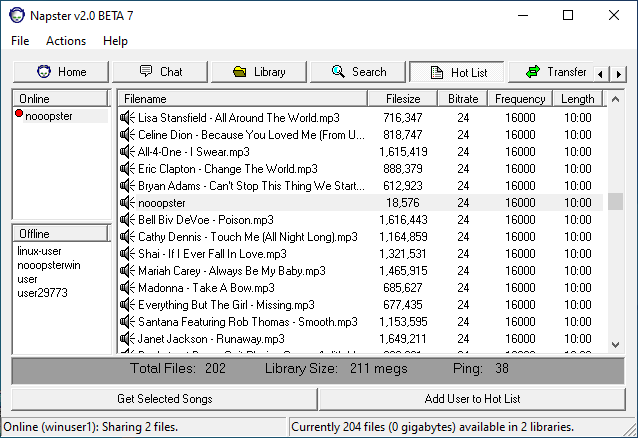 Napster v2.0 BETA 7
File Actions Help
Home Chat Library Search Hot List Transfer
Online
nooopster
Offline
linux-user
nooopsterwin
user
user29773
Filename Filesize Bitrate Frequency Length
Lisa Stansfield - All Around The World.mp3 716,347 24 16000 10:00
Celine Dion - Because You Loved Me (From U... 818,747 24 16000 10:00
All-4-One - I Swear.mp3 1,615,419 24 16000 10:00
Eric Clapton - Change The World.mp3 888,379 24 16000 10:00
Bryan Adams - Can't Stop This Thing We Start... 612,923 24 16000 10:00
nooopster 18,576 24 16000 10:00
Bell Biv DeVoe - Poison.mp3 1,616,443 24 16000 10:00
Cathy Dennis - Touch Me (All Night Long).mp3 1,164,859 24 16000 10:00
Shai - If I Ever Fall In Love.mp3 1,321,531 24 16000 10:00
Mariah Carey - Always Be My Baby.mp3 1,465,915 24 16000 10:00
Madonna - Take A Bow.mp3 685,627 24 16000 10:00
Everything But The Girl - Missing.mp3 677,435 24 16000 10:00
Santana Featuring Rob Thomas - Smooth.mp3 1,153,595 24 16000 10:00
Janet Jackson - Runaway.mp3 1,649,211 24 16000 10:00
Total Files: 202 Library Size: 211 megs Ping: 38
Get Selected Songs Add User to Hot List
Online (winuser1): Sharing 2 files. Currently 204 files (0 gigabytes) available in 2 libraries.